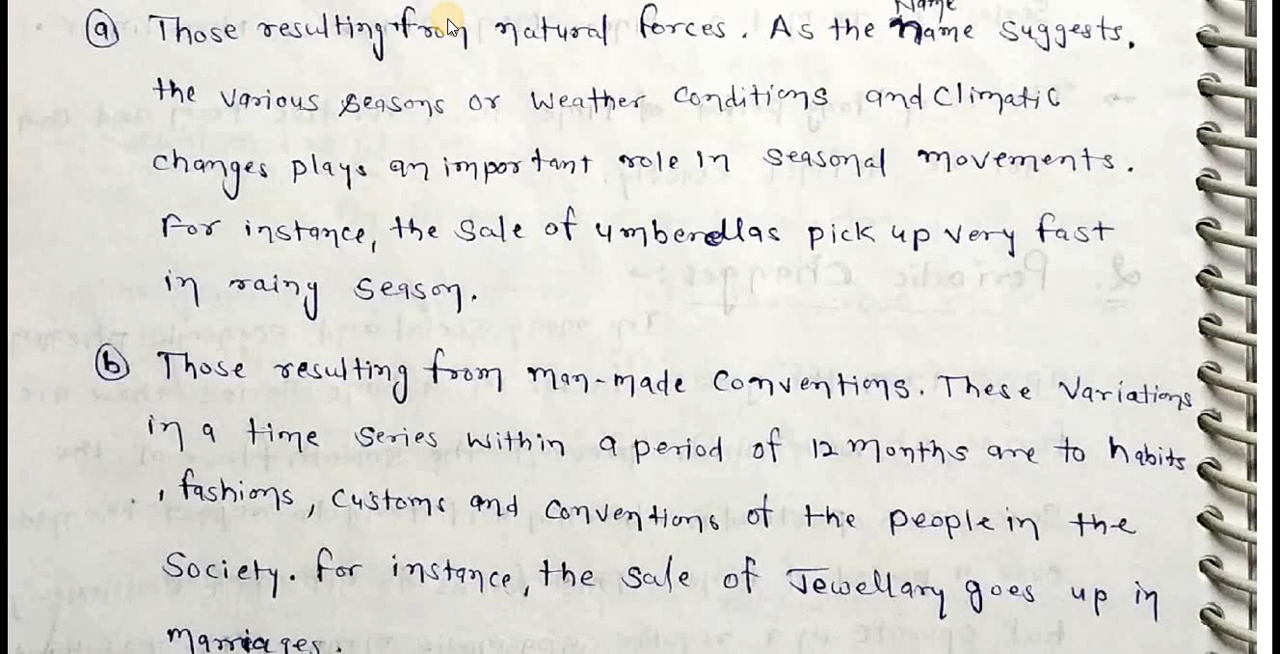 Name
ⓐ Those resulting from natural forces. As the name suggests,
the various seasons or weather conditions and climatic
changes plays an important role in seasonal movements.
For instance, the sale of umberellas pick up very fast
in rainy season.
ⓑ Those resulting from man-made conventions. These variations
in a time series within a period of 12 months are to habits
, fashions, customs and conventions of the people in the
Society. for instance, the sale of Jewellary goes up in
marriages.